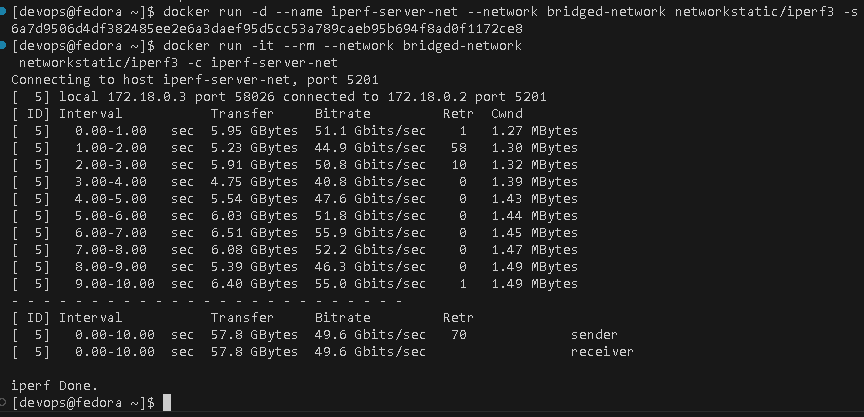 [devops@fedora ~]$ docker run -d --name iperf-server-net --network bridged-network networkstatic/iperf3 -s
6a7d9506d4df382485ee2e6a3daef95d5cc53a789caeb95b694f8ad0f1172ce8
[devops@fedora ~]$ docker run -it --rm --network bridged-network
 networkstatic/iperf3 -c iperf-server-net
Connecting to host iperf-server-net, port 5201
[  5] local 172.18.0.3 port 58026 connected to 172.18.0.2 port 5201
[ ID] Interval           Transfer     Bitrate         Retr  Cwnd
[  5]   0.00-1.00   sec  5.95 GBytes  51.1 Gbits/sec    1   1.27 MBytes
[  5]   1.00-2.00   sec  5.23 GBytes  44.9 Gbits/sec   58   1.30 MBytes
[  5]   2.00-3.00   sec  5.91 GBytes  50.8 Gbits/sec   10   1.32 MBytes
[  5]   3.00-4.00   sec  4.75 GBytes  40.8 Gbits/sec    0   1.39 MBytes
[  5]   4.00-5.00   sec  5.54 GBytes  47.6 Gbits/sec    0   1.43 MBytes
[  5]   5.00-6.00   sec  6.03 GBytes  51.8 Gbits/sec    0   1.44 MBytes
[  5]   6.00-7.00   sec  6.51 GBytes  55.9 Gbits/sec    0   1.45 MBytes
[  5]   7.00-8.00   sec  6.08 GBytes  52.2 Gbits/sec    0   1.47 MBytes
[  5]   8.00-9.00   sec  5.39 GBytes  46.3 Gbits/sec    0   1.49 MBytes
[  5]   9.00-10.00  sec  6.40 GBytes  55.0 Gbits/sec    1   1.49 MBytes
- - - - - - - - - - - - - - - - - - - - - - - - -
[ ID] Interval           Transfer     Bitrate         Retr
[  5]   0.00-10.00  sec  57.8 GBytes  49.6 Gbits/sec   70             sender
[  5]   0.00-10.00  sec  57.8 GBytes  49.6 Gbits/sec                  receiver

iperf Done.
[devops@fedora ~]$